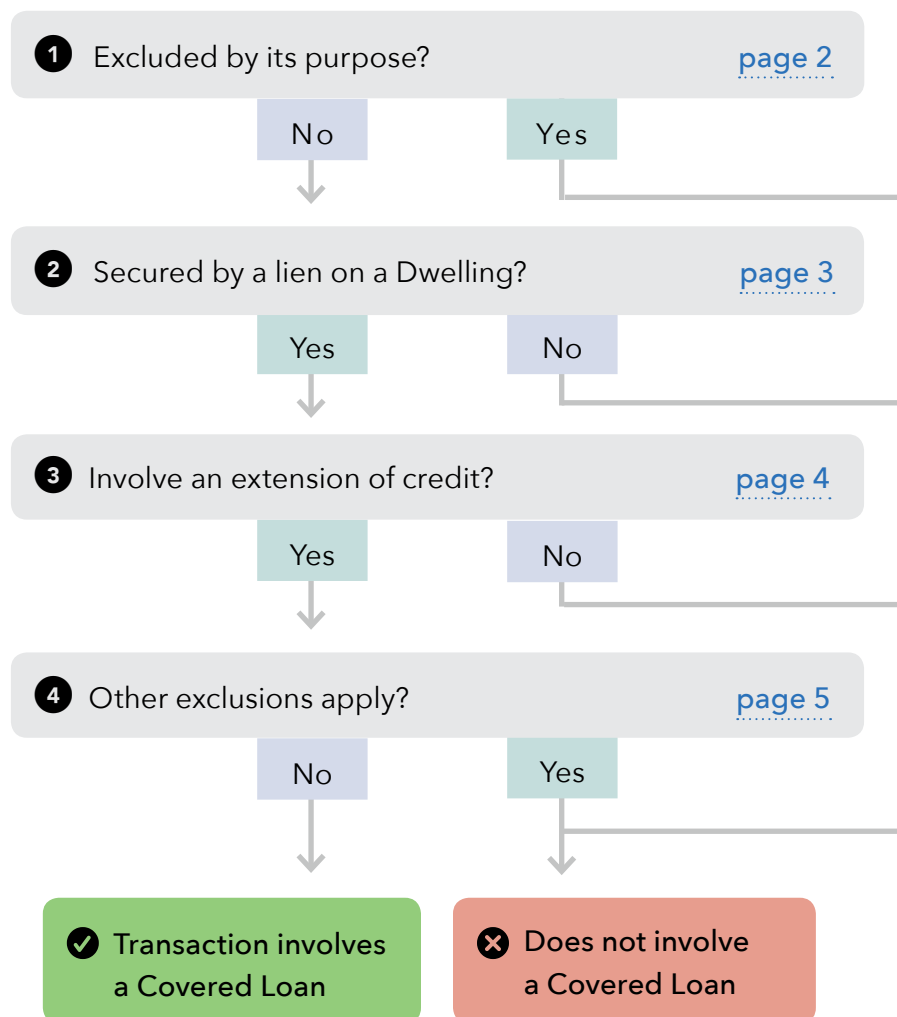 1 Excluded by its purpose? page 2
No Yes
2 Secured by a lien on a Dwelling? page 3
Yes No
3 Involve an extension of credit? page 4
Yes No
4 Other exclusions apply? page 5
No Yes
Transaction involves
a Covered Loan
Does not involve
a Covered Loan